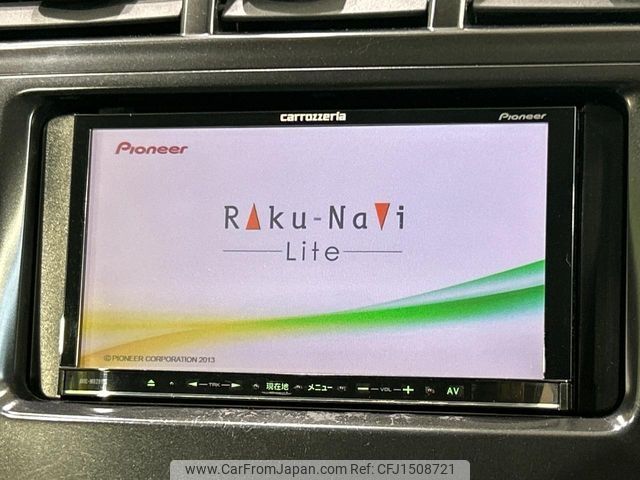 carrozzeria
Pioneer
Pioneer
Raku-Navi
Lite
© PIONEER CORPORATION 2013
TRK
現在地
メニュー
VOL
AV
www.CarFromJapan.com CFJ1508721